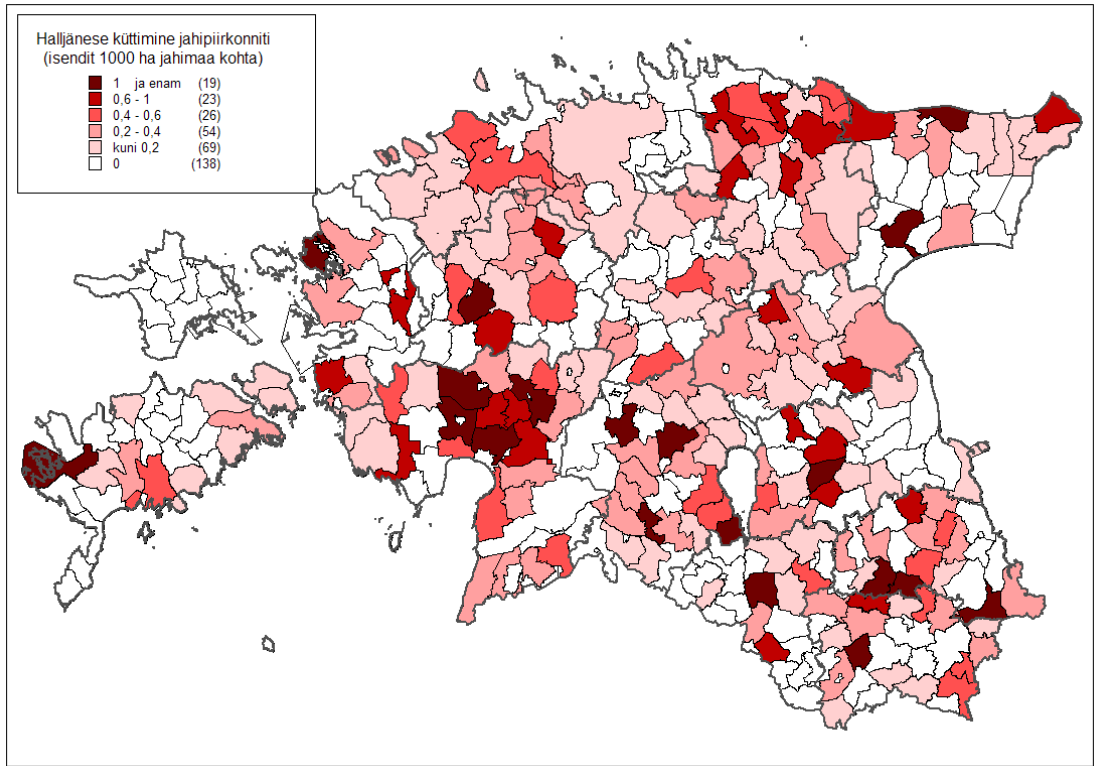 Halljänese küttimine jahipiirkonniti
(isendit 1000 ha jahimaa kohta)
1 ja enam (19)
0,6 - 1 (23)
0,4 - 0,6 (26)
0,2 - 0,4 (54)
kuni 0,2 (69)
0 (138)